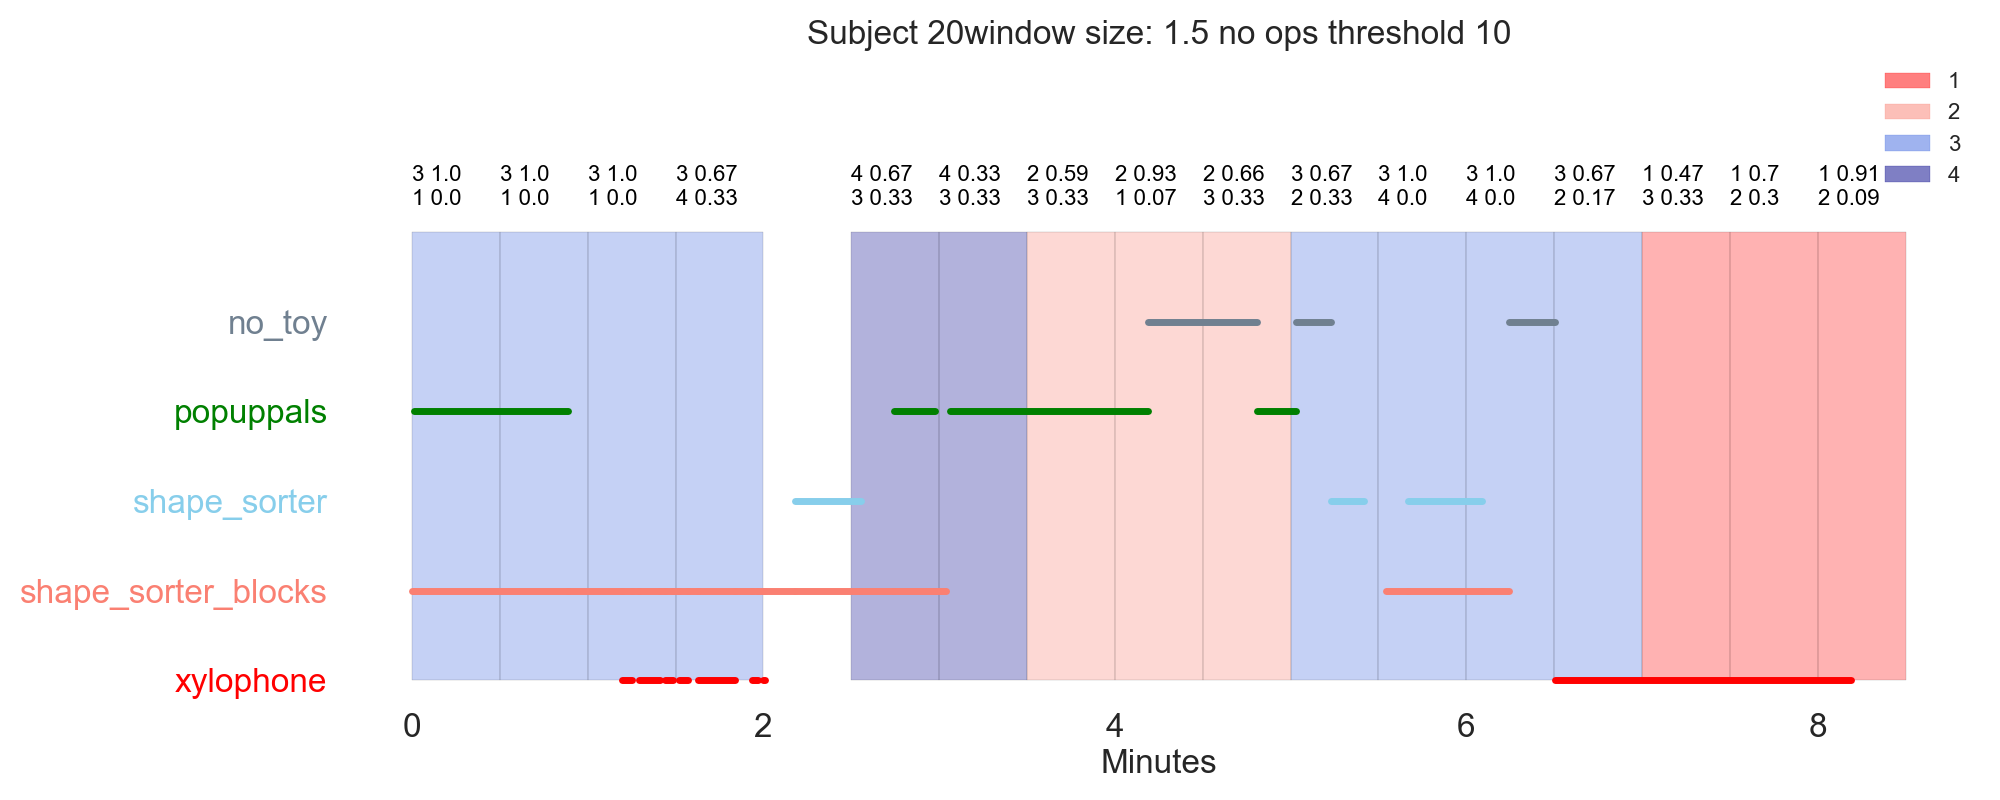 Subject 20window size: 1.5 no ops threshold 10
1
2
3
4
3 1.0 3 1.0 3 1.0 3 0.67 4 0.67 4 0.33 2 0.59 2 0.93 2 0.66 3 0.67 3 1.0 3 1.0 3 0.67 1 0.47 1 0.7 1 0.91
1 0.0 1 0.0 1 0.0 4 0.33 3 0.33 3 0.33 3 0.33 1 0.07 3 0.33 2 0.33 4 0.0 4 0.0 2 0.17 3 0.33 2 0.3 2 0.09
no_toy
popuppals
shape_sorter
shape_sorter_blocks
xylophone
0 2 4 6 8
Minutes